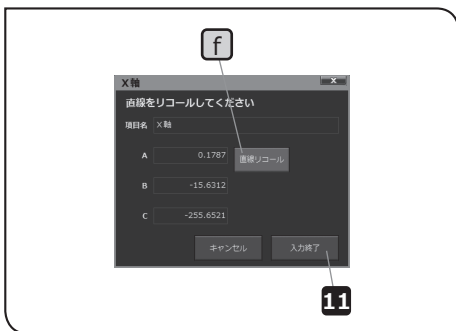 f
X軸
x
直線をリコールしてください
項目名 X軸
A 0.1787 直線リコール
B -15.6312
C -255.6521
キャンセル 入力終了
11